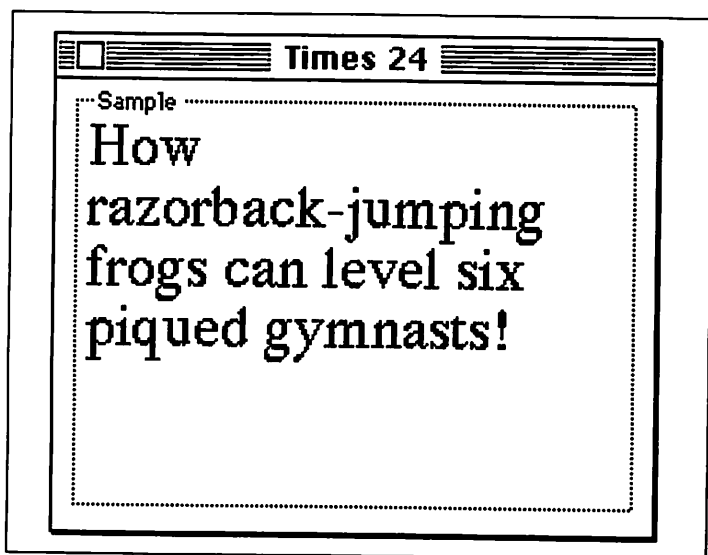 Times 24
Sample
How
razorback-jumping
frogs can level six
piqued gymnasts!